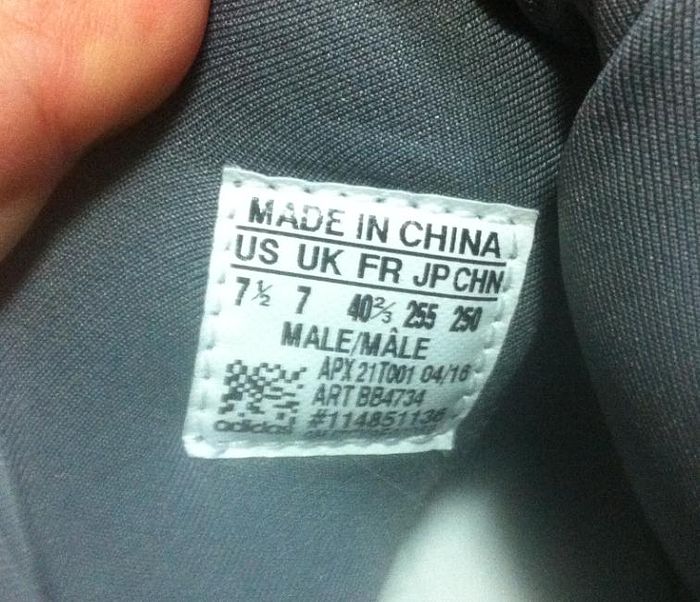 MADE IN CHINA
US UK FR JP CHN
7½ 7 40⅔ 255 250
MALE/MÂLE
APX 21T001 04/16
ART BB4734
#114851136
adidas